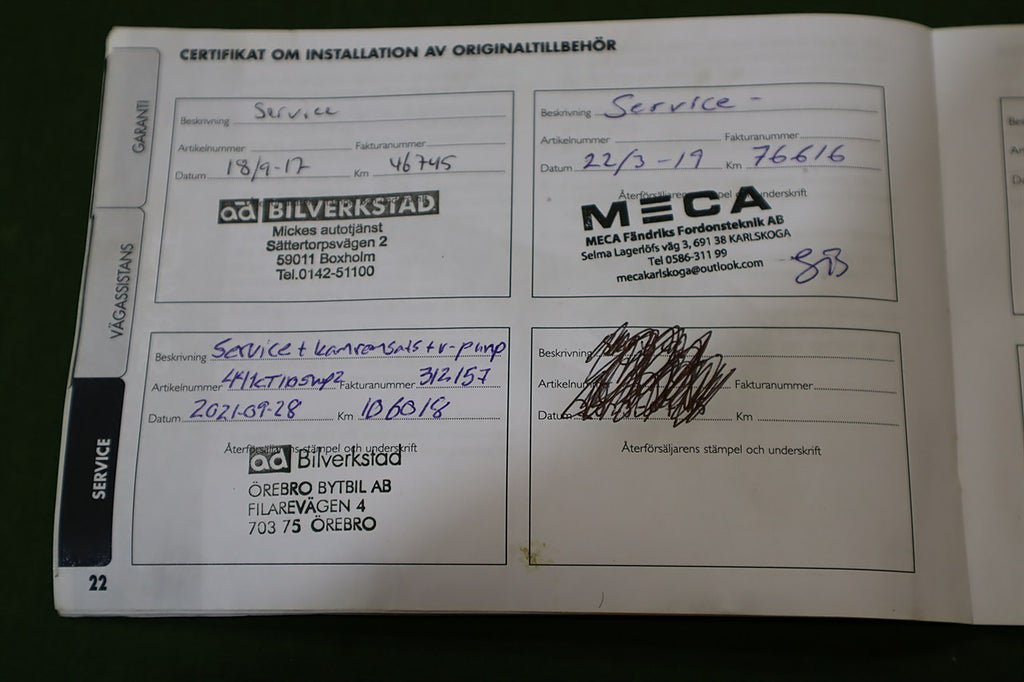 CERTIFIKAT OM INSTALLATION AV ORIGINALTILLBEHÖR
GARANTI
VÄGASSISTANS
SERVICE
Beskrivning Service
Artikelnummer Fakturanummer
Datum 18/9-17 Km 46745
ad BILVERKSTAD
Mickes autotjänst
Sättertorpsvägen 2
59011 Boxholm
Tel.0142-51100
Beskrivning Service -
Artikelnummer Fakturanummer
Datum 22/3-19 Km 76616
Återförsäljarens underskrift
MECA
MECA Fändriks Fordonsteknik AB
Selma Lagerlöfs väg 3, 691 38 KARLSKOGA
Tel 0586-311 99
mecakarlskoga@outlook.com
Beskrivning Service + kamremsats + v-pump
Artikelnummer Fakturanummer 312157
Datum 2021-09-28 Km 106018
Återförsäljarens stämpel och underskrift
ad Bilverkstad
ÖREBRO BYTBIL AB
FILAREVÄGEN 4
703 75 ÖREBRO
Beskrivning
Artikelnummer Fakturanummer
Datum Km
Återförsäljarens stämpel och underskrift
22